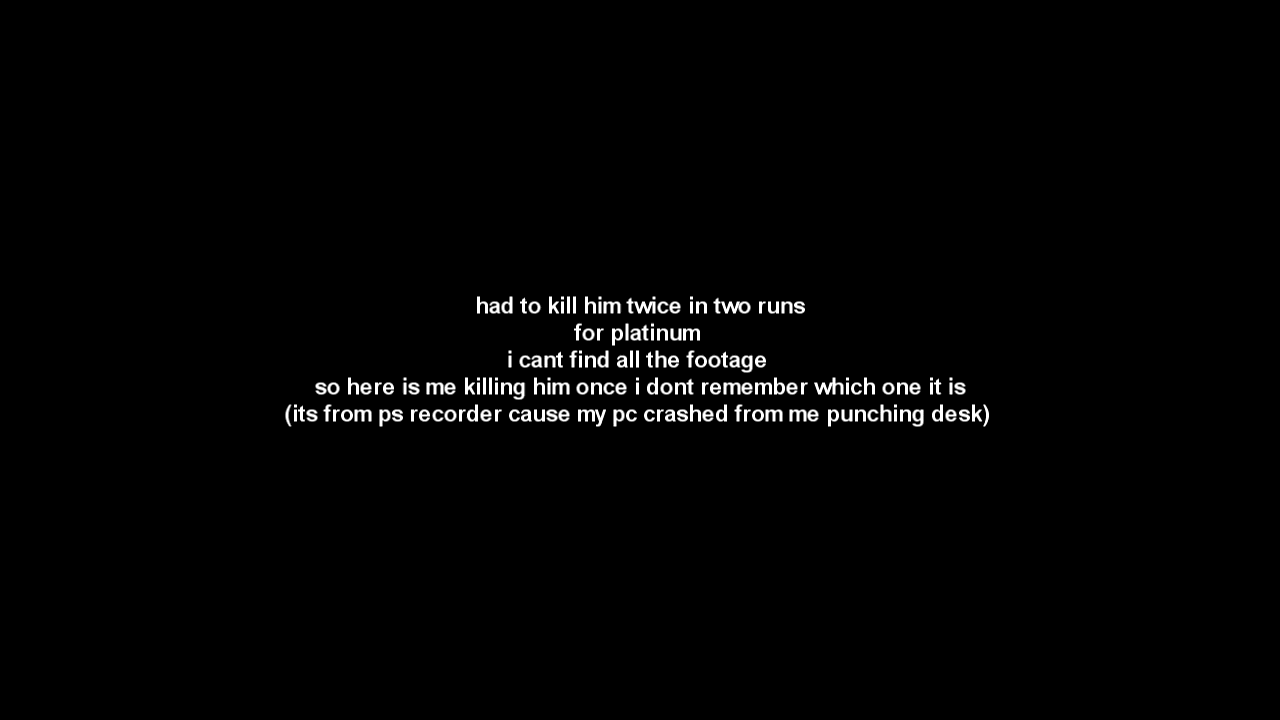 had to kill him twice in two runs
for platinum
i cant find all the footage
so here is me killing him once i dont remember which one it is
(its from ps recorder cause my pc crashed from me punching desk)